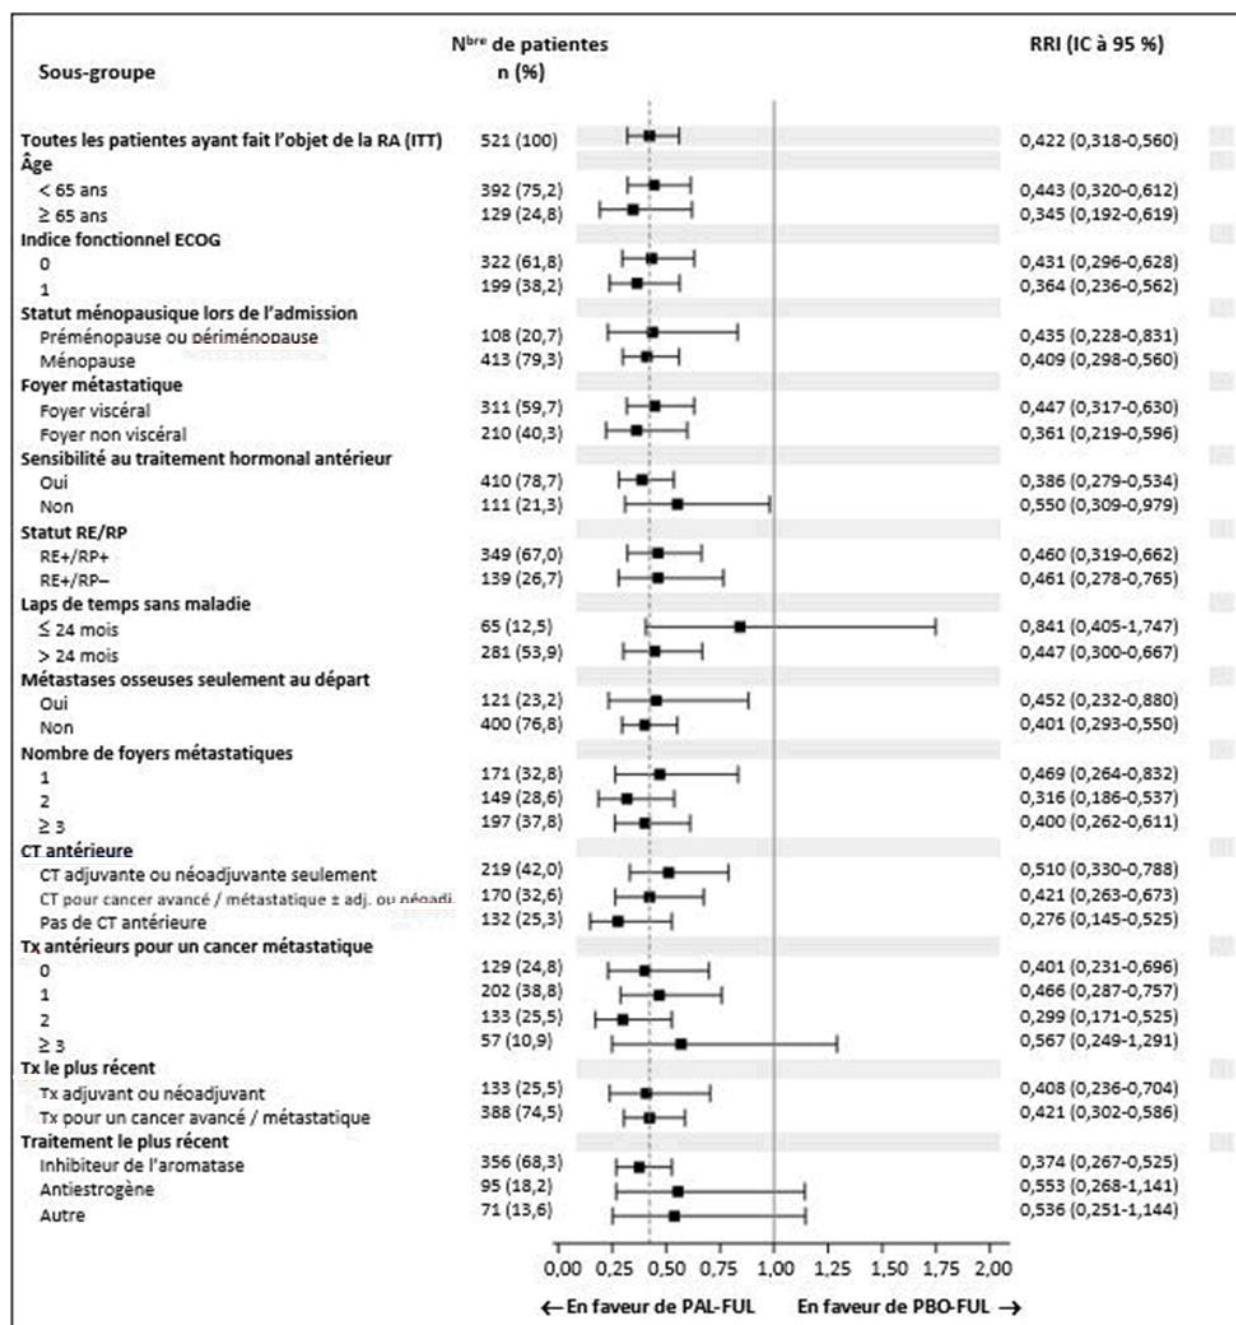 Sous-groupe Nbre de patientes n (%) RRI (IC à 95 %)
Toutes les patientes ayant fait l’objet de la RA (ITT) 521 (100) 0,422 (0,318-0,560)
Âge
< 65 ans 392 (75,2) 0,443 (0,320-0,612)
≥ 65 ans 129 (24,8) 0,345 (0,192-0,619)
Indice fonctionnel ECOG
0 322 (61,8) 0,431 (0,296-0,628)
1 199 (38,2) 0,364 (0,236-0,562)
Statut ménopausique lors de l’admission
Préménopause ou périménopause 108 (20,7) 0,435 (0,228-0,831)
Ménopause 413 (79,3) 0,409 (0,298-0,560)
Foyer métastatique
Foyer viscéral 311 (59,7) 0,447 (0,317-0,630)
Foyer non viscéral 210 (40,3) 0,361 (0,219-0,596)
Sensibilité au traitement hormonal antérieur
Oui 410 (78,7) 0,386 (0,279-0,534)
Non 111 (21,3) 0,550 (0,309-0,979)
Statut RE/RP
RE+/RP+ 349 (67,0) 0,460 (0,319-0,662)
RE+/RP– 139 (26,7) 0,461 (0,278-0,765)
Laps de temps sans maladie
≤ 24 mois 65 (12,5) 0,841 (0,405-1,747)
> 24 mois 281 (53,9) 0,447 (0,300-0,667)
Métastases osseuses seulement au départ
Oui 121 (23,2) 0,452 (0,232-0,880)
Non 400 (76,8) 0,401 (0,293-0,550)
Nombre de foyers métastatiques
1 171 (32,8) 0,469 (0,264-0,832)
2 149 (28,6) 0,316 (0,186-0,537)
≥ 3 197 (37,8) 0,400 (0,262-0,611)
CT antérieure
CT adjuvante ou néoadjuvante seulement 219 (42,0) 0,510 (0,330-0,788)
CT pour cancer avancé / métastatique ± adj. ou néoadj. 170 (32,6) 0,421 (0,263-0,673)
Pas de CT antérieure 132 (25,3) 0,276 (0,145-0,525)
Tx antérieurs pour un cancer métastatique
0 129 (24,8) 0,401 (0,231-0,696)
1 202 (38,8) 0,466 (0,287-0,757)
2 133 (25,5) 0,299 (0,171-0,525)
≥ 3 57 (10,9) 0,567 (0,249-1,291)
Tx le plus récent
Tx adjuvant ou néoadjuvant 133 (25,5) 0,408 (0,236-0,704)
Tx pour un cancer avancé / métastatique 388 (74,5) 0,421 (0,302-0,586)
Traitement le plus récent
Inhibiteur de l’aromatase 356 (68,3) 0,374 (0,267-0,525)
Antiestrogène 95 (18,2) 0,553 (0,268-1,141)
Autre 71 (13,6) 0,536 (0,251-1,144)
0,00 0,25 0,50 0,75 1,00 1,25 1,50 1,75 2,00
← En faveur de PAL-FUL En faveur de PBO-FUL →